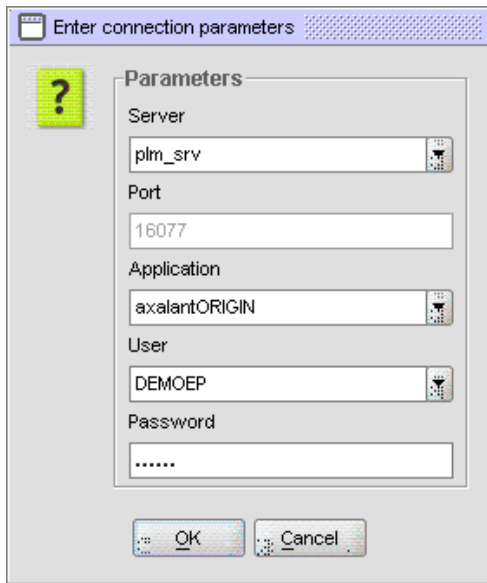 Enter connection parameters
?
Parameters
Server
plm_srv
Port
16077
Application
axalantORIGIN
User
DEMOEP
Password
......
OK
Cancel